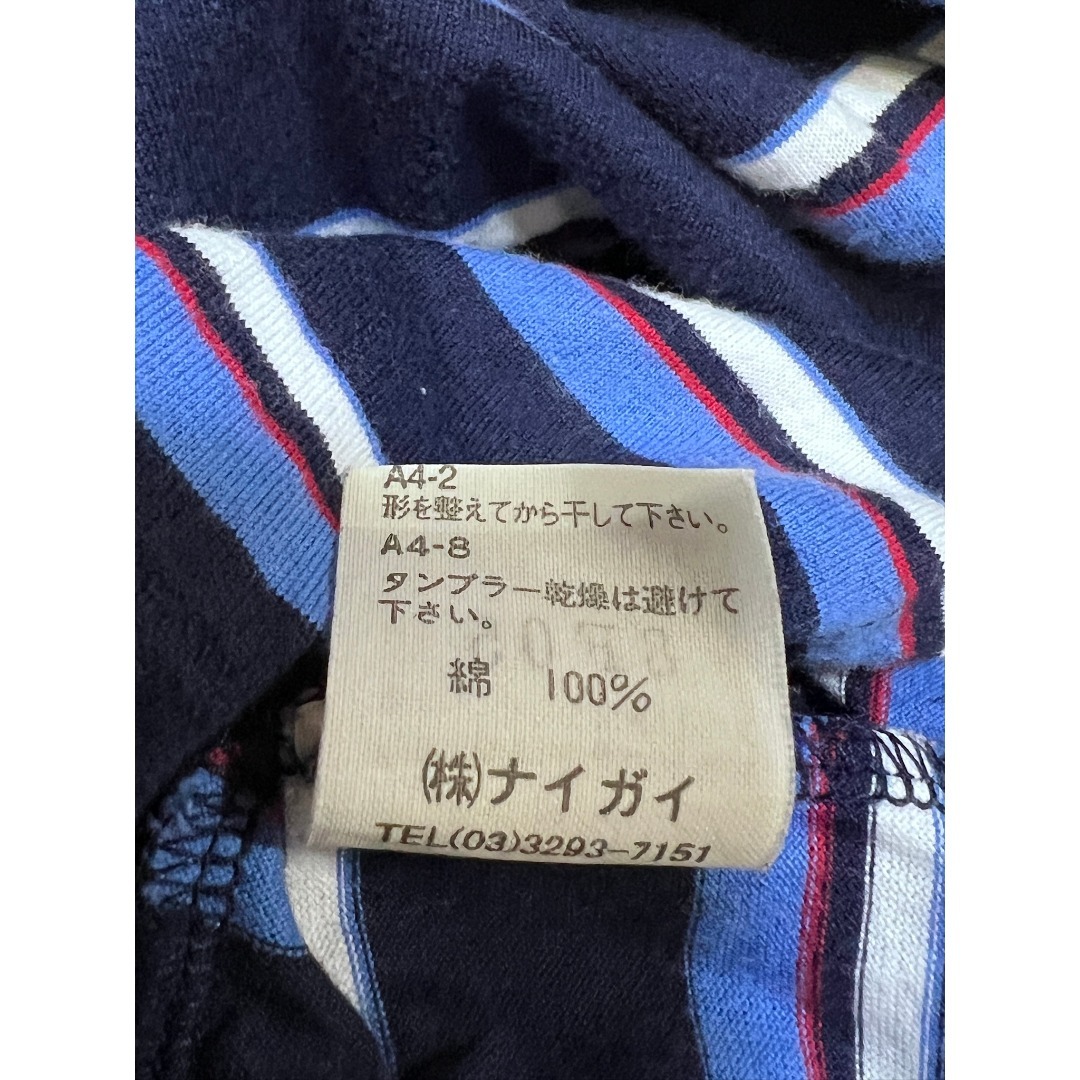 A4-2
形を整えてから干して下さい。
A4-8
タンブラー乾燥は避けて
下さい。
綿 100%
(株)ナイガイ
TEL(03)3293-7151